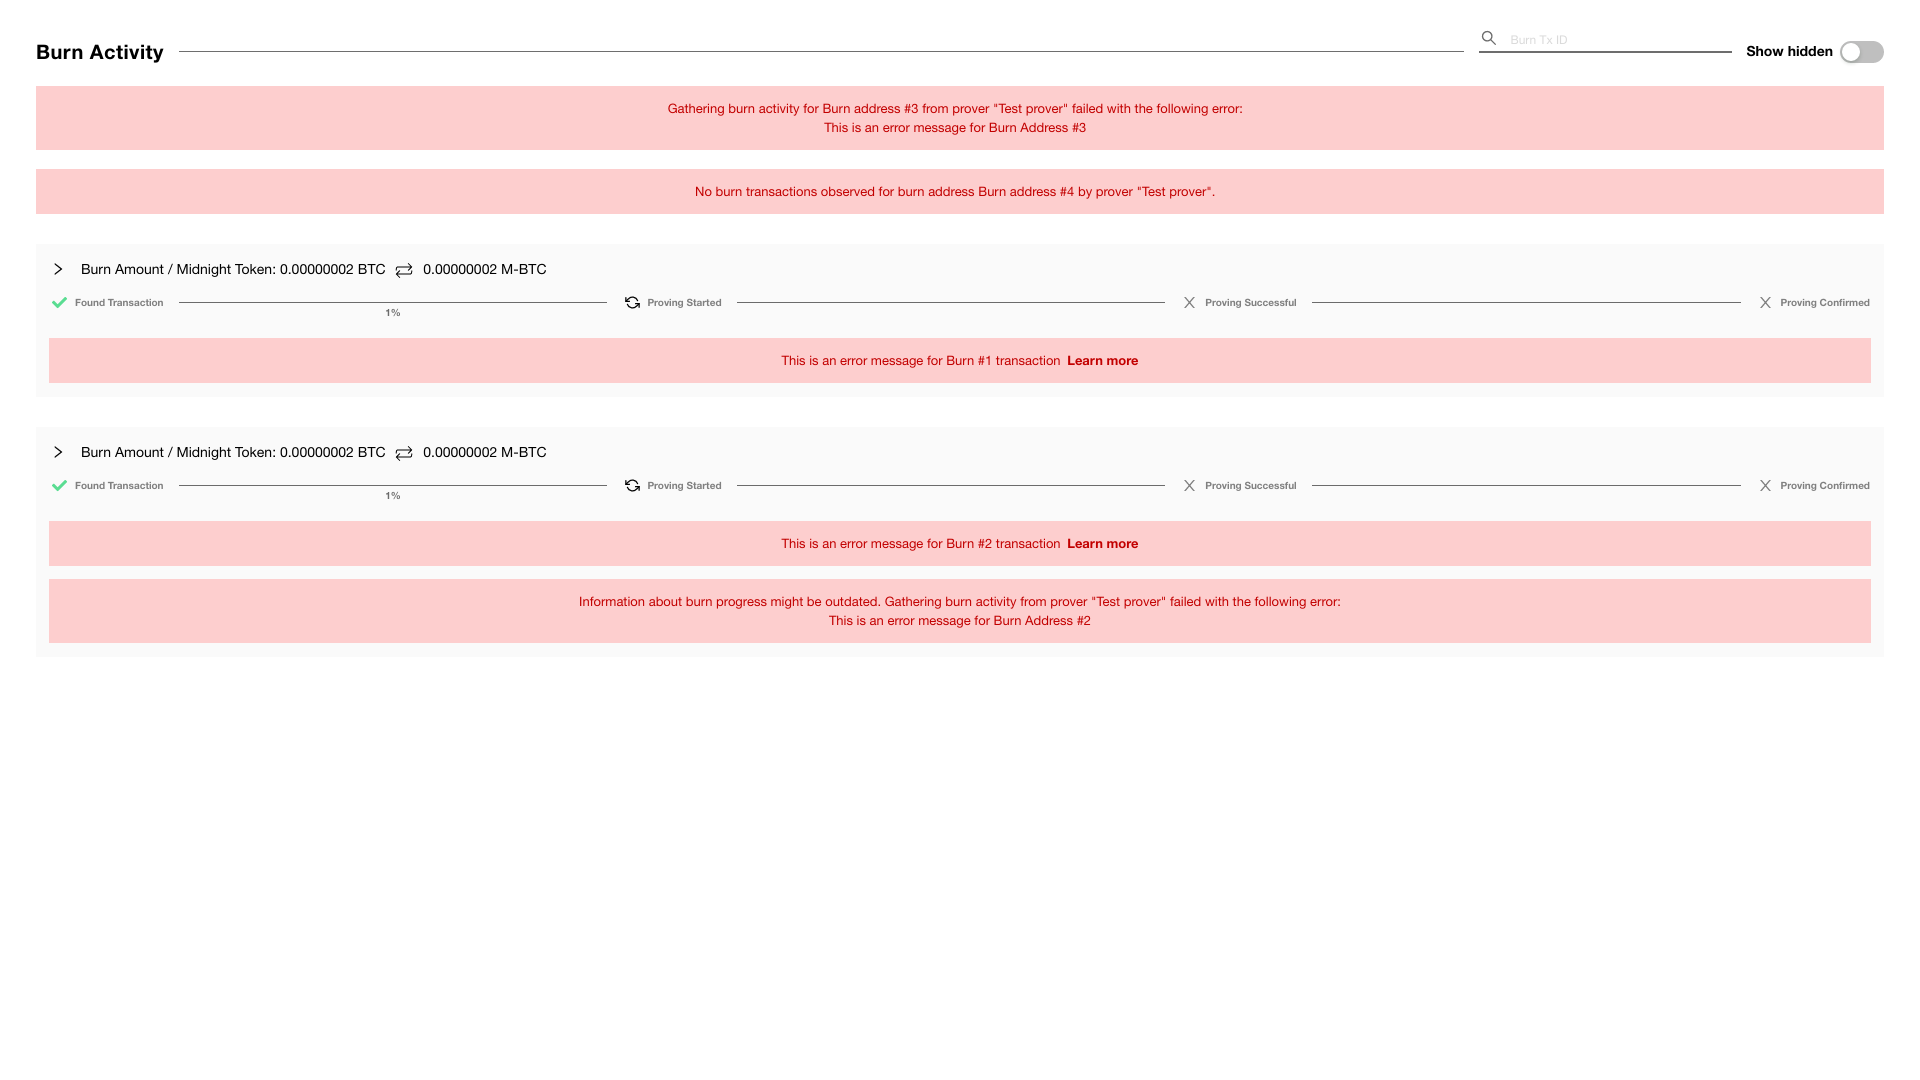 Burn Activity
Burn Tx ID
Show hidden
Gathering burn activity for Burn address #3 from prover "Test prover" failed with the following error:
This is an error message for Burn Address #3
No burn transactions observed for burn address Burn address #4 by prover "Test prover".
Burn Amount / Midnight Token: 0.00000002 BTC 0.00000002 M-BTC
Found Transaction 1% Proving Started Proving Successful Proving Confirmed
This is an error message for Burn #1 transaction Learn more
Burn Amount / Midnight Token: 0.00000002 BTC 0.00000002 M-BTC
Found Transaction 1% Proving Started Proving Successful Proving Confirmed
This is an error message for Burn #2 transaction Learn more
Information about burn progress might be outdated. Gathering burn activity from prover "Test prover" failed with the following error:
This is an error message for Burn Address #2